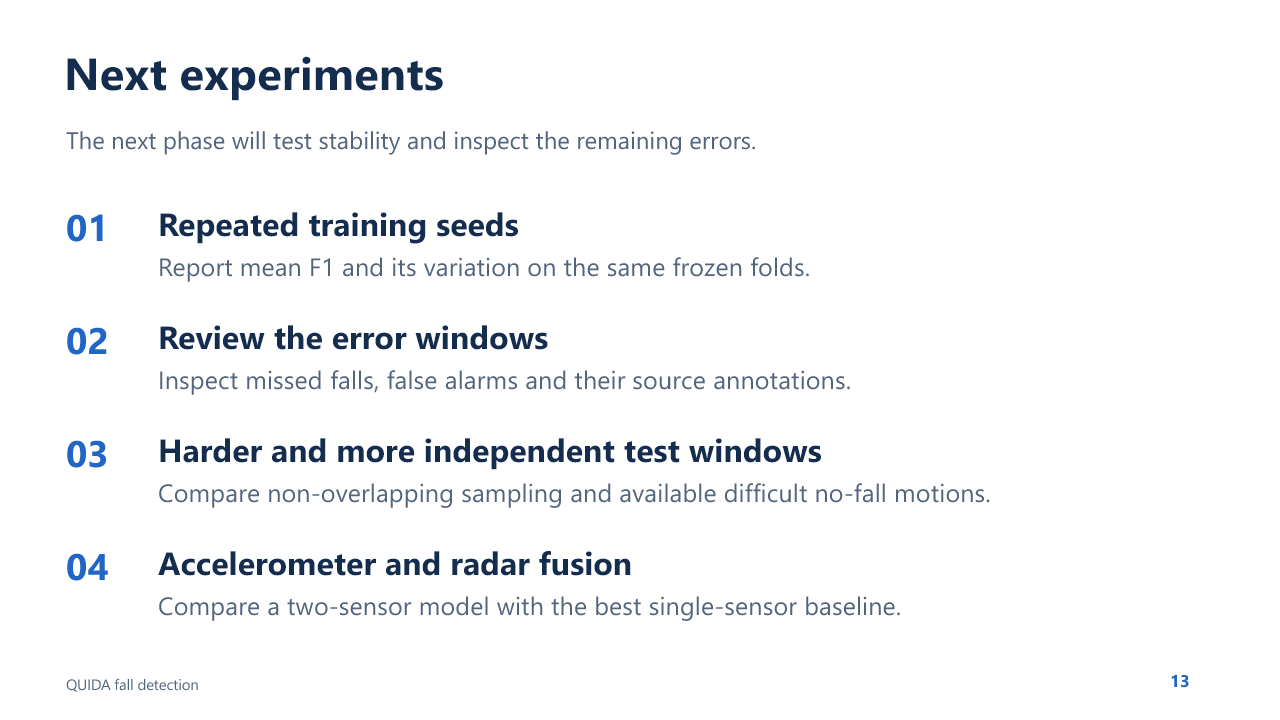 Next experiments
The next phase will test stability and inspect the remaining errors.
01
Repeated training seeds
Report mean F1 and its variation on the same frozen folds.
02
Review the error windows
Inspect missed falls, false alarms and their source annotations.
03
Harder and more independent test windows
Compare non-overlapping sampling and available difficult no-fall motions.
04
Accelerometer and radar fusion
Compare a two-sensor model with the best single-sensor baseline.
QUIDA fall detection
13